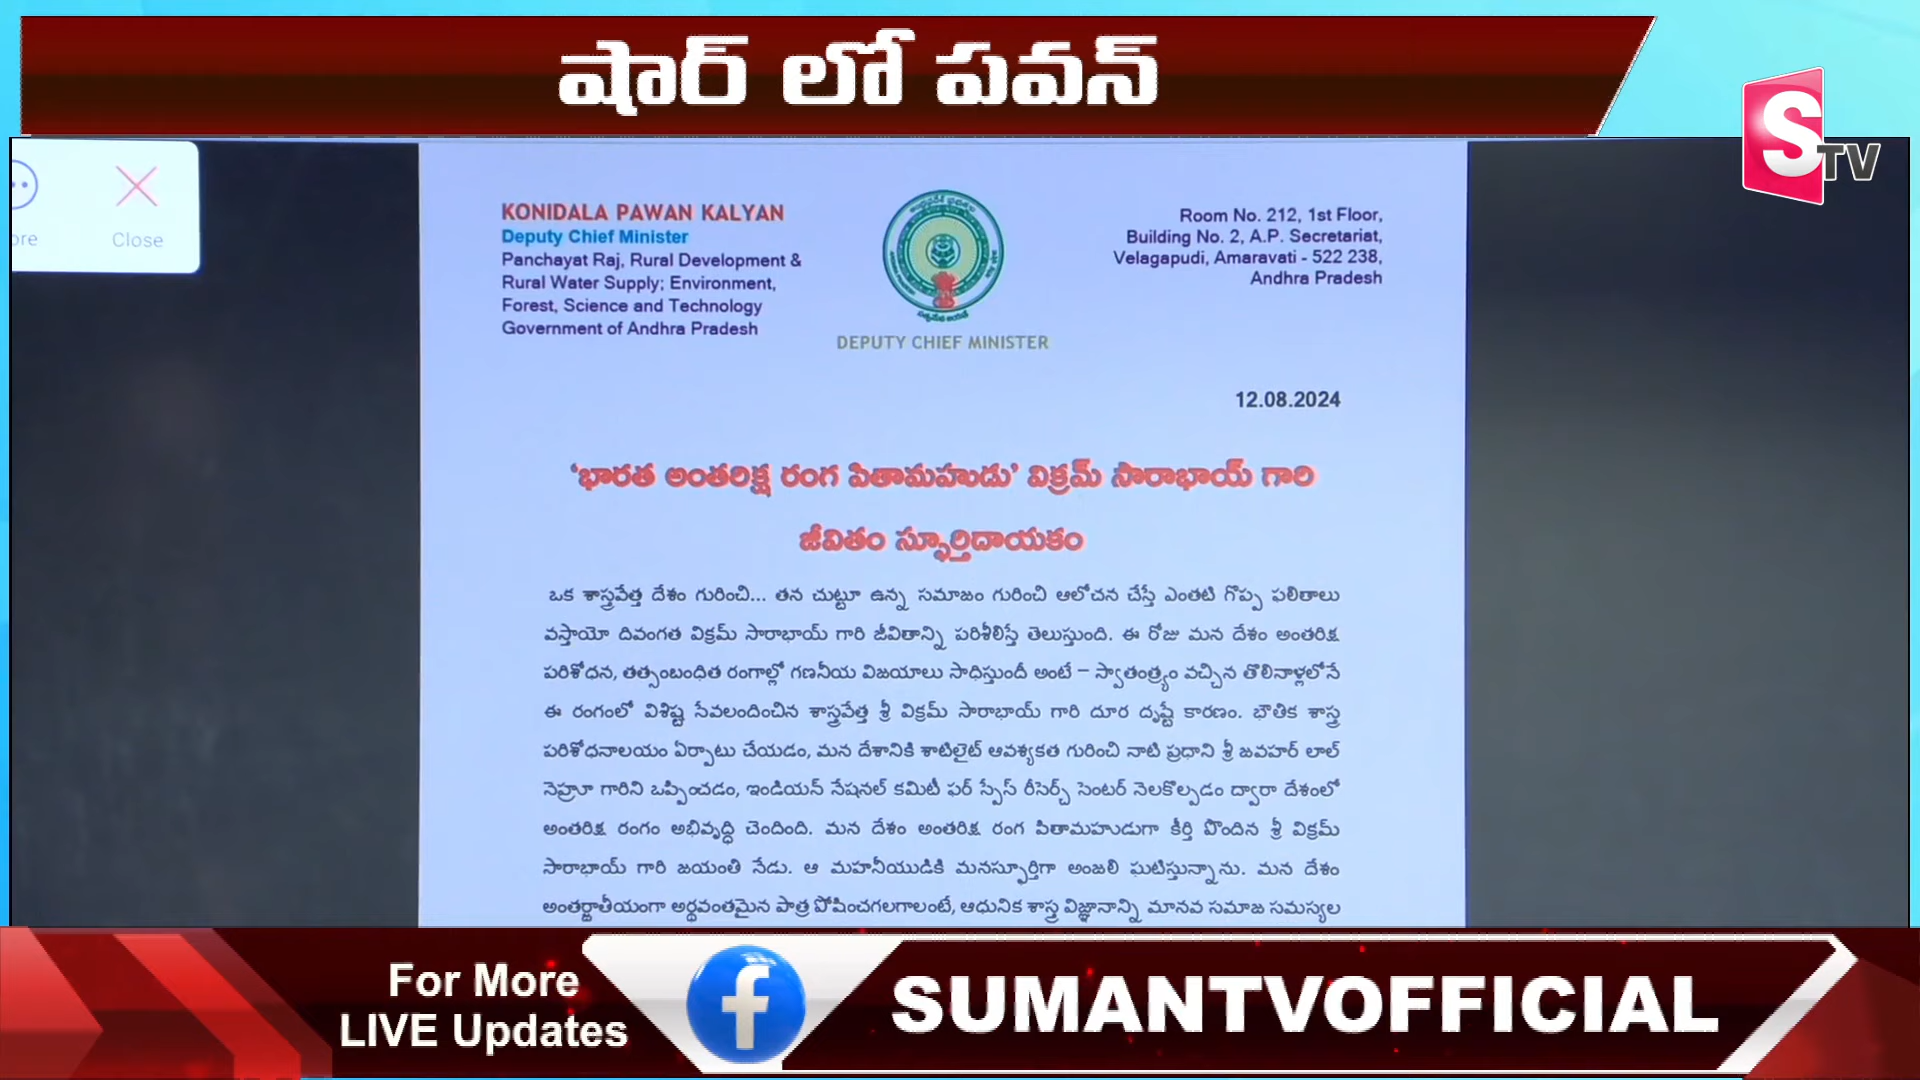 షార్ లో పవన్
S TV
ore
Close
KONIDALA PAWAN KALYAN
Deputy Chief Minister
Panchayat Raj, Rural Development &
Rural Water Supply; Environment,
Forest, Science and Technology
Government of Andhra Pradesh
DEPUTY CHIEF MINISTER
Room No. 212, 1st Floor,
Building No. 2, A.P. Secretariat,
Velagapudi, Amaravati - 522 238,
Andhra Pradesh
12.08.2024
‘భారత అంతరిక్ష రంగ పితామహుడు’ విక్రమ్ సారాభాయ్ గారి
జీవితం స్ఫూర్తిదాయకం
ఒక శాస్త్రవేత్త దేశం గురించి... తన చుట్టూ ఉన్న సమాజం గురించి ఆలోచన చేస్తే ఎంతటి గొప్ప ఫలితాలు
వస్తాయో దివంగత విక్రమ్ సారాభాయ్ గారి జీవితాన్ని పరిశీలిస్తే తెలుస్తుంది. ఈ రోజు మన దేశం అంతరిక్ష
పరిశోధన, తత్సంబంధిత రంగాల్లో గణనీయ విజయాలు సాధిస్తుందీ అంటే – స్వాతంత్ర్యం వచ్చిన తొలినాళ్లలోనే
ఈ రంగంలో విశిష్ట సేవలందించిన శాస్త్రవేత్త శ్రీ విక్రమ్ సారాభాయ్ గారి దూర దృష్టే కారణం. భౌతిక శాస్త్ర
పరిశోధనాలయం ఏర్పాటు చేయడం, మన దేశానికి శాటిలైట్ ఆవశ్యకత గురించి నాటి ప్రధాని శ్రీ జవహర్ లాల్
నెహ్రూ గారిని ఒప్పించడం, ఇండియన్ నేషనల్ కమిటీ ఫర్ స్పేస్ రీసెర్చ్ సెంటర్ నెలకొల్పడం ద్వారా దేశంలో
అంతరిక్ష రంగం అభివృద్ధి చెందింది. మన దేశం అంతరిక్ష రంగ పితామహుడుగా కీర్తి పొందిన శ్రీ విక్రమ్
సారాభాయ్ గారి జయంతి నేడు. ఆ మహనీయుడికి మనస్ఫూర్తిగా అంజలి ఘటిస్తున్నాను. మన దేశం
అంతర్జాతీయంగా అర్థవంతమైన పాత్ర పోషించగలగాలంటే, ఆధునిక శాస్త్ర విజ్ఞానాన్ని మానవ సమాజ సమస్యల
For More
LIVE Updates
SUMANTVOFFICIAL